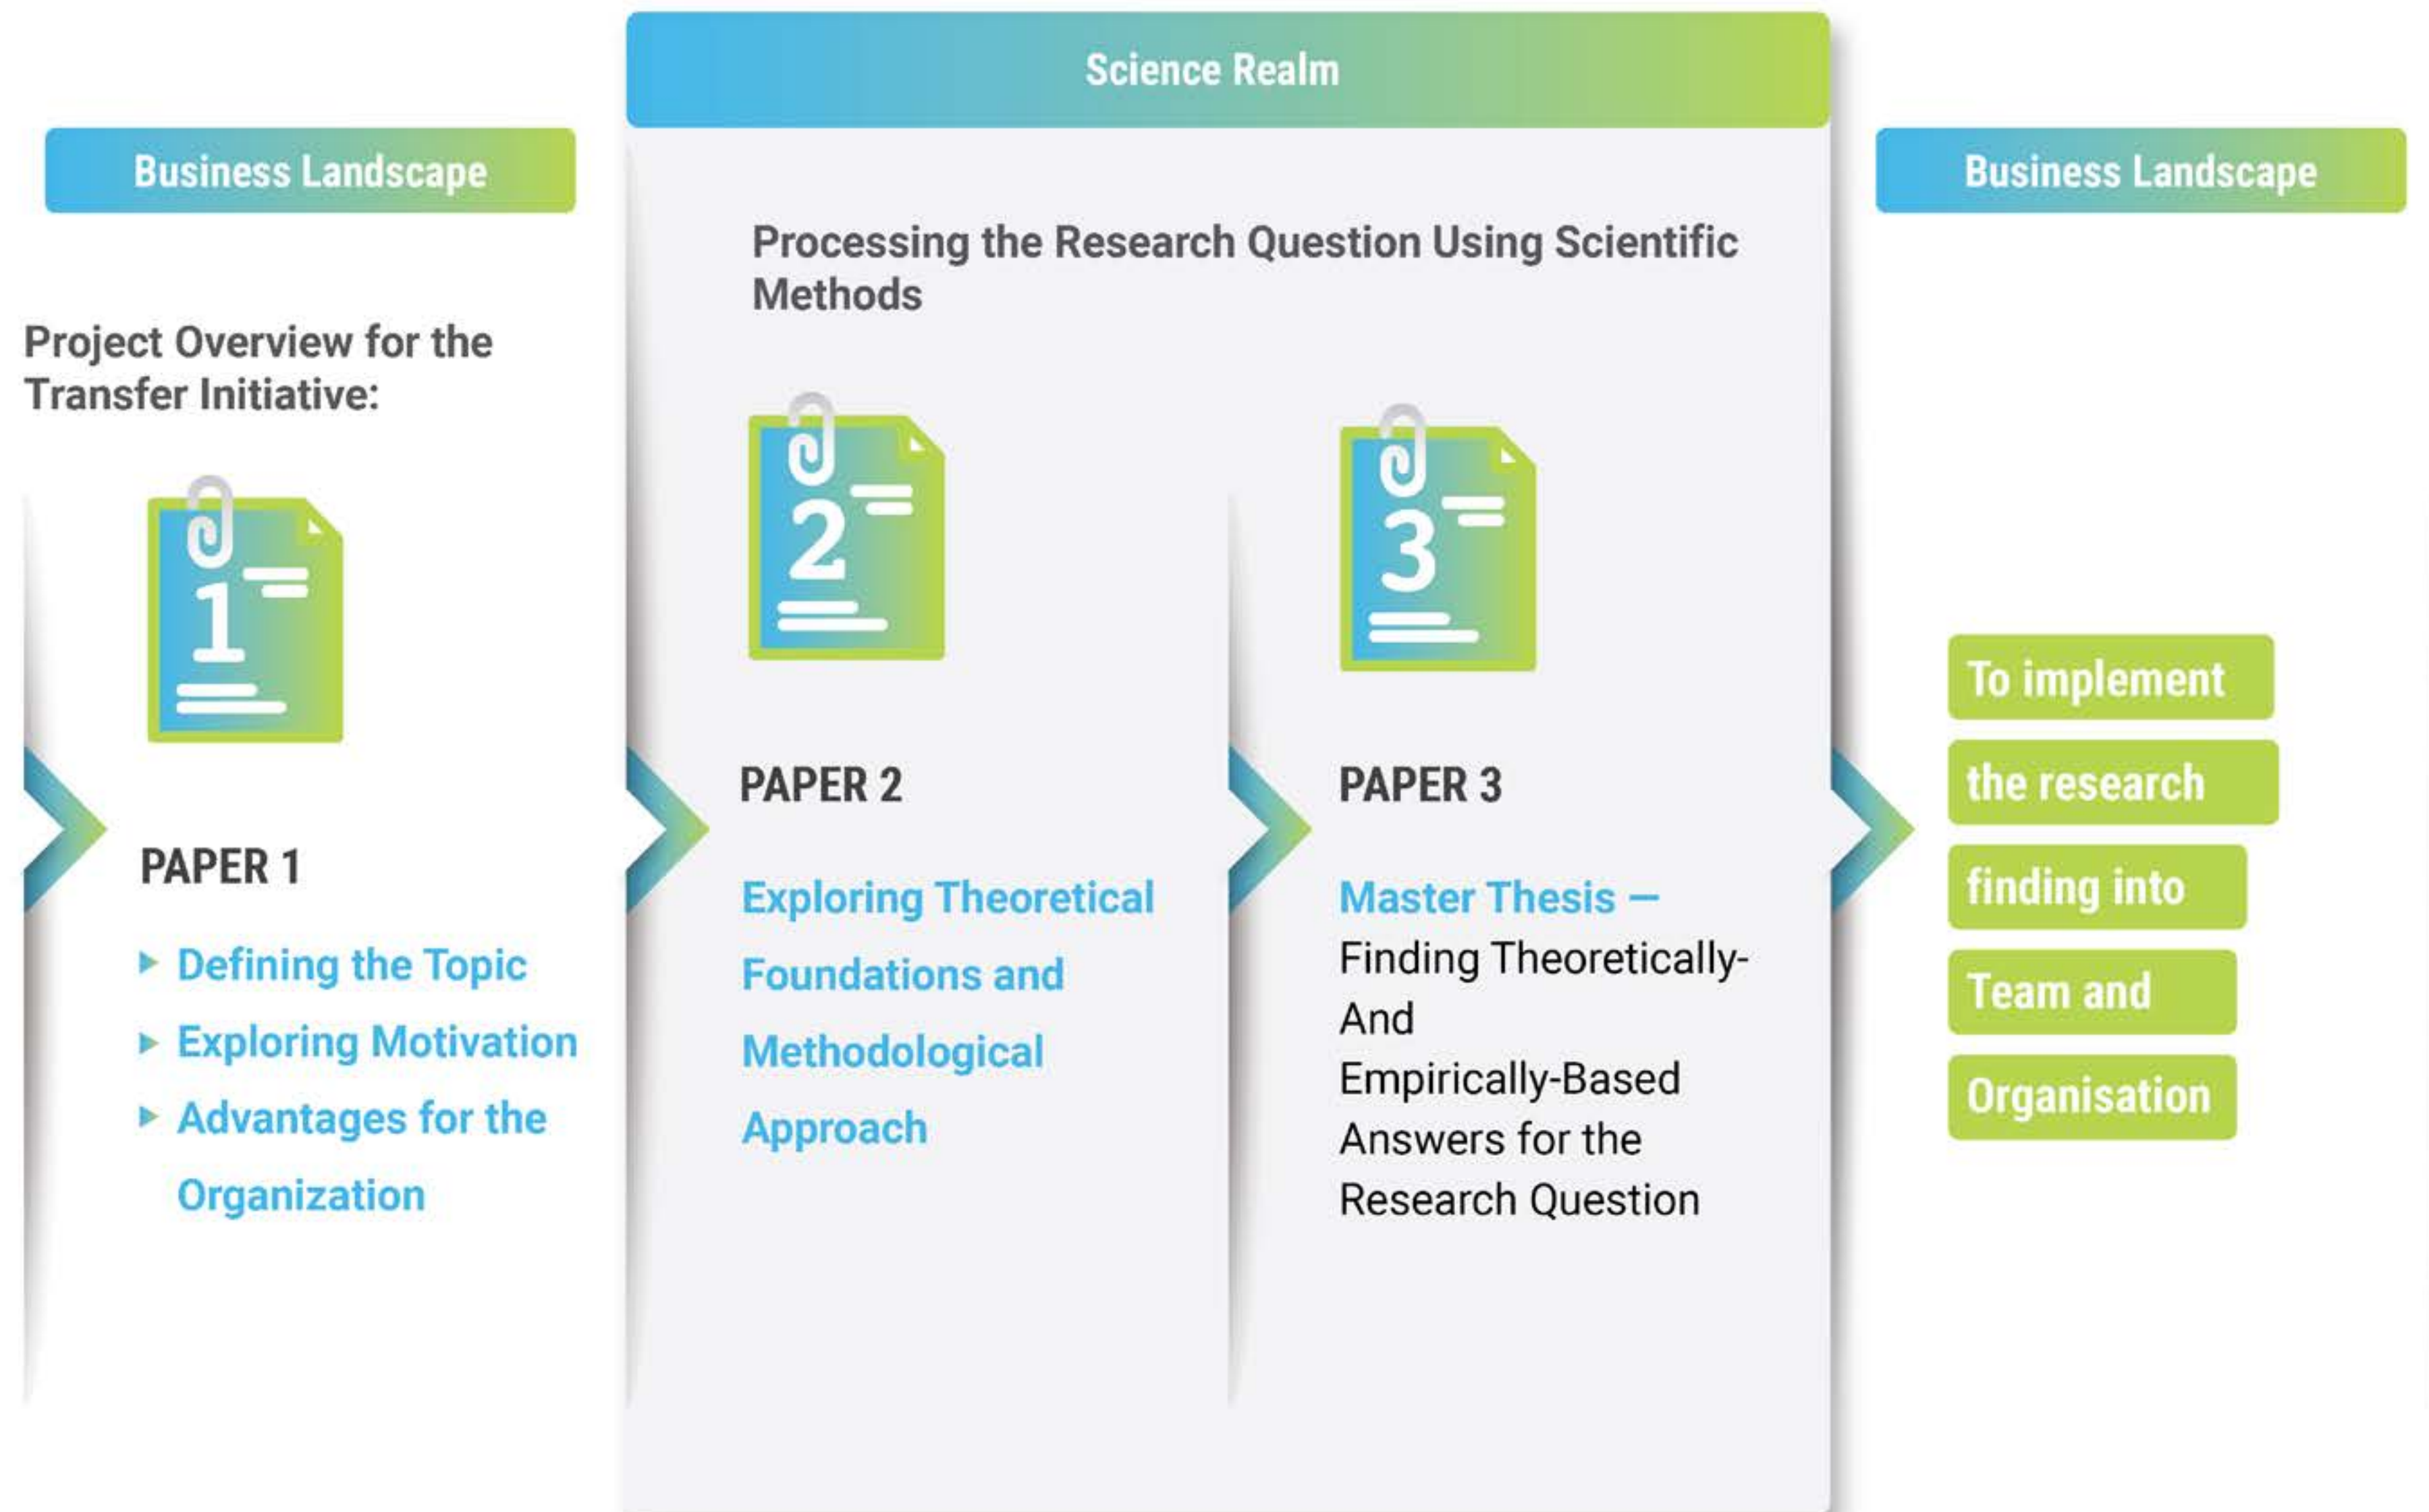 Science Realm
Business Landscape
Project Overview for the
Transfer Initiative:
1
PAPER 1
Defining the Topic
Exploring Motivation
Advantages for the
Organization
Processing the Research Question Using Scientific
Methods
2
PAPER 2
Exploring Theoretical
Foundations and
Methodological
Approach
3
PAPER 3
Master Thesis —
Finding Theoretically-
And
Empirically-Based
Answers for the
Research Question
Business Landscape
To implement
the research
finding into
Team and
Organisation